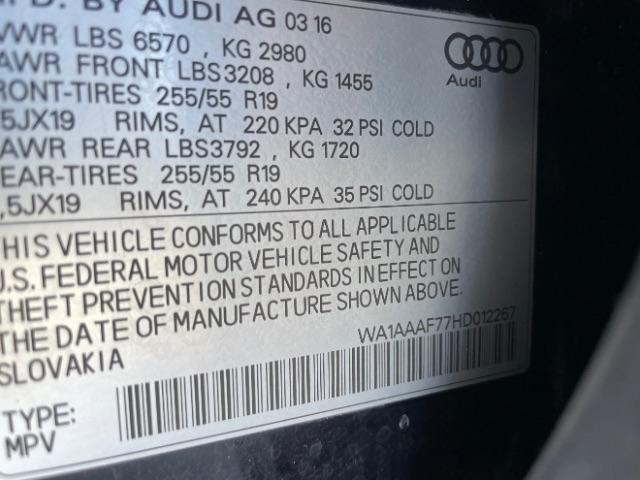 MFD. BY AUDI AG 03 16
VWR LBS 6570 , KG 2980
AWR FRONT LBS3208 , KG 1455
RONT-TIRES 255/55 R19
5JX19 RIMS, AT 220 KPA 32 PSI COLD
AWR REAR LBS3792 , KG 1720
EAR-TIRES 255/55 R19
,5JX19 RIMS, AT 240 KPA 35 PSI COLD
Audi
THIS VEHICLE CONFORMS TO ALL APPLICABLE
U.S. FEDERAL MOTOR VEHICLE SAFETY AND
THEFT PREVENTION STANDARDS IN EFFECT ON
THE DATE OF MANUFACTURE SHOWN ABOVE.
SLOVAKIA
WA1AAAF77HD012267
TYPE:
MPV